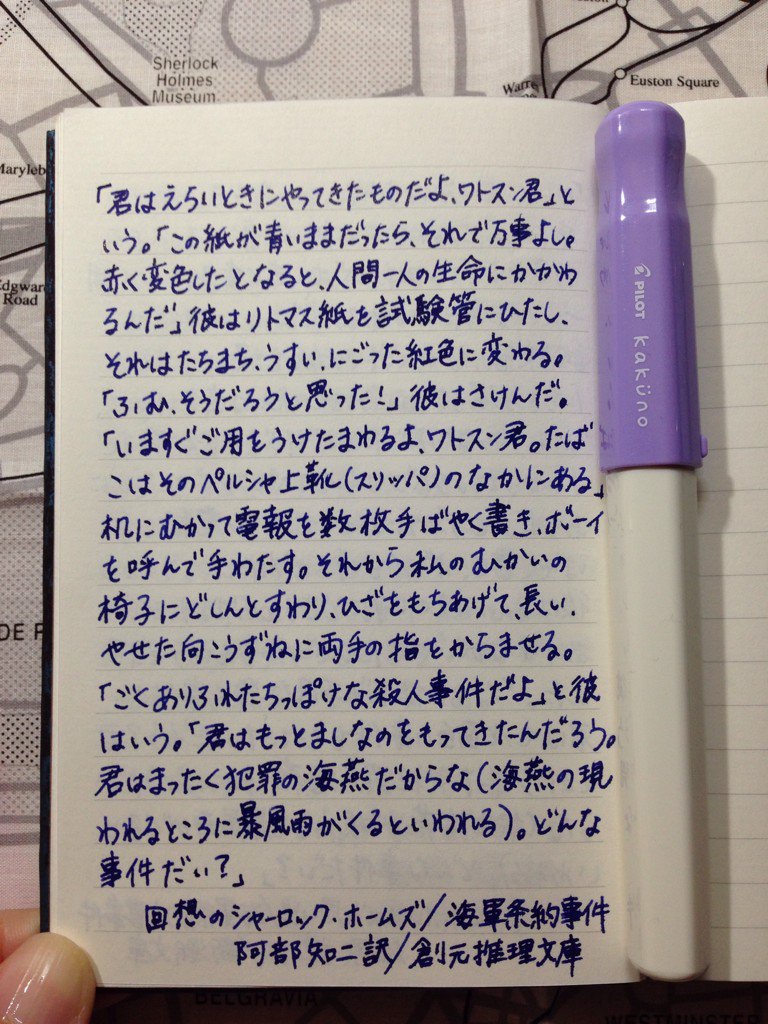 Sherlock
Holmes
Museum
Euston Square
Road
「君はえらいときにやってきたものだよ、ワトスン君」と
いう。「この紙が青いままだったら、それで万事よし。
赤く変色したとなると、人間一人の生命にかかわ
るんだ」彼はリトマス紙を試験管にひたし、
それはたちまち、うすい、にごった紅色に変わる。
「ふむ、そうだろうと思った!」彼はさけんだ。
「いますぐご用をうけたまわるよ、ワトスン君。たば
こはそのペルシャ上靴(スリッパ)のなかにある」
机にむかって電報を数枚手ばやく書き、ボーイ
を呼んで手わたす。それから私のむかいの
椅子にどしんとすわり、ひざをもちあげて、長い、
やせた向こうずねに両手の指をからませる。
「ごくありふれたちっぽけな殺人事件だよ」と彼
はいう。「君はもっとましなのをもってきたんだろう。
君はまったく犯罪の海燕だからな(海燕の現
われるところに暴風雨がくるといわれる)。どんな
事件だい?」
回想のシャーロック・ホームズ/海軍条約事件
阿部知二訳/創元推理文庫
PILOT kaküno
BELGRAVIA
WESTMINSTER